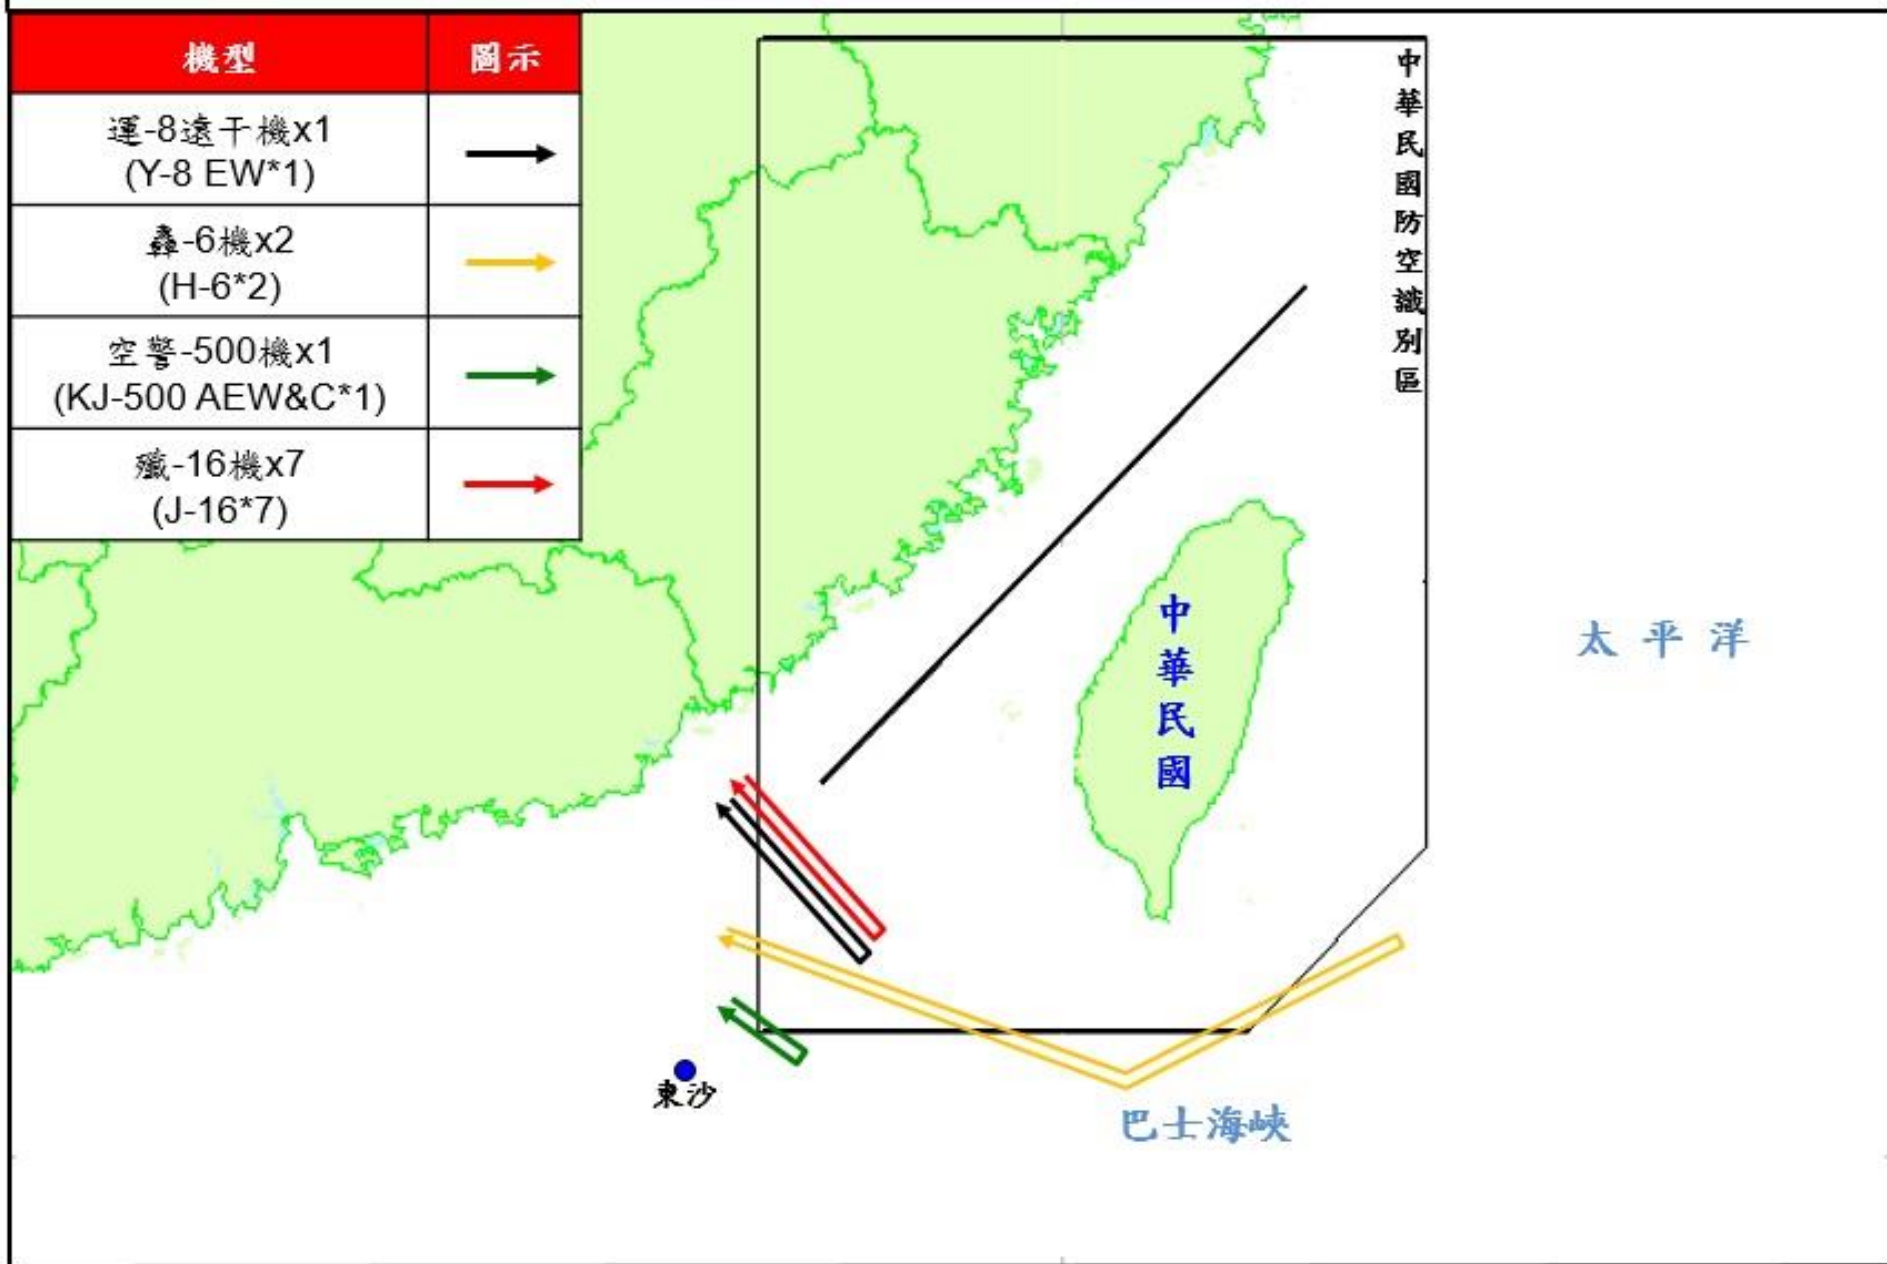 機型 圖示
運-8遠干機x1
(Y-8 EW*1)
轟-6機x2
(H-6*2)
空警-500機x1
(KJ-500 AEW&C*1)
殲-16機x7
(J-16*7)
中華民國防空識別區
中華民國
太平洋
東沙
巴士海峽